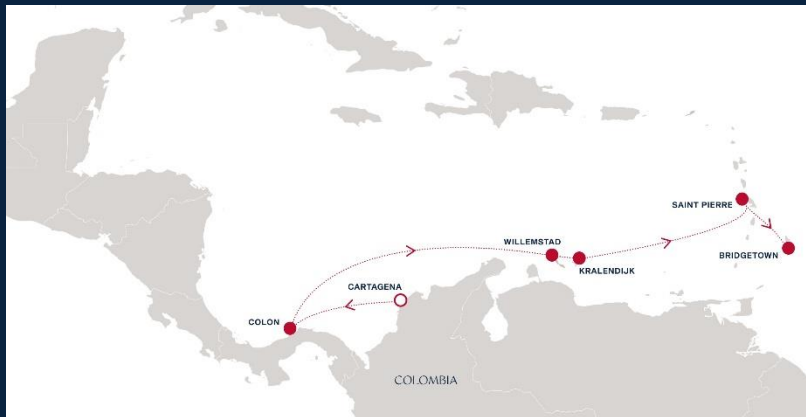 SAINT PIERRE
WILLEMSTAD
BRIDGETOWN
KRALENDIJK
CARTAGENA
COLON
COLOMBIA